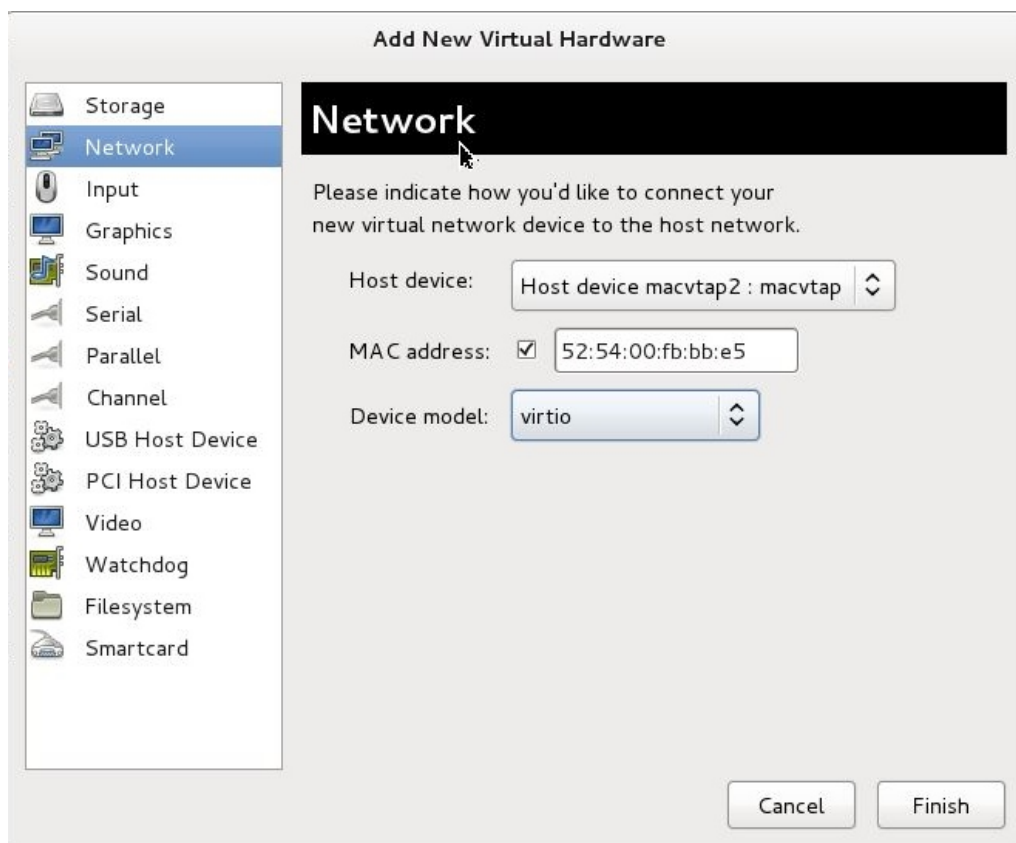 Add New Virtual Hardware
Storage
Network
Input
Graphics
Sound
Serial
Parallel
Channel
USB Host Device
PCI Host Device
Video
Watchdog
Filesystem
Smartcard
Network
Please indicate how you'd like to connect your
new virtual network device to the host network.
Host device: Host device macvtap2 : macvtap
MAC address: 52:54:00:fb:bb:e5
Device model: virtio
Cancel Finish